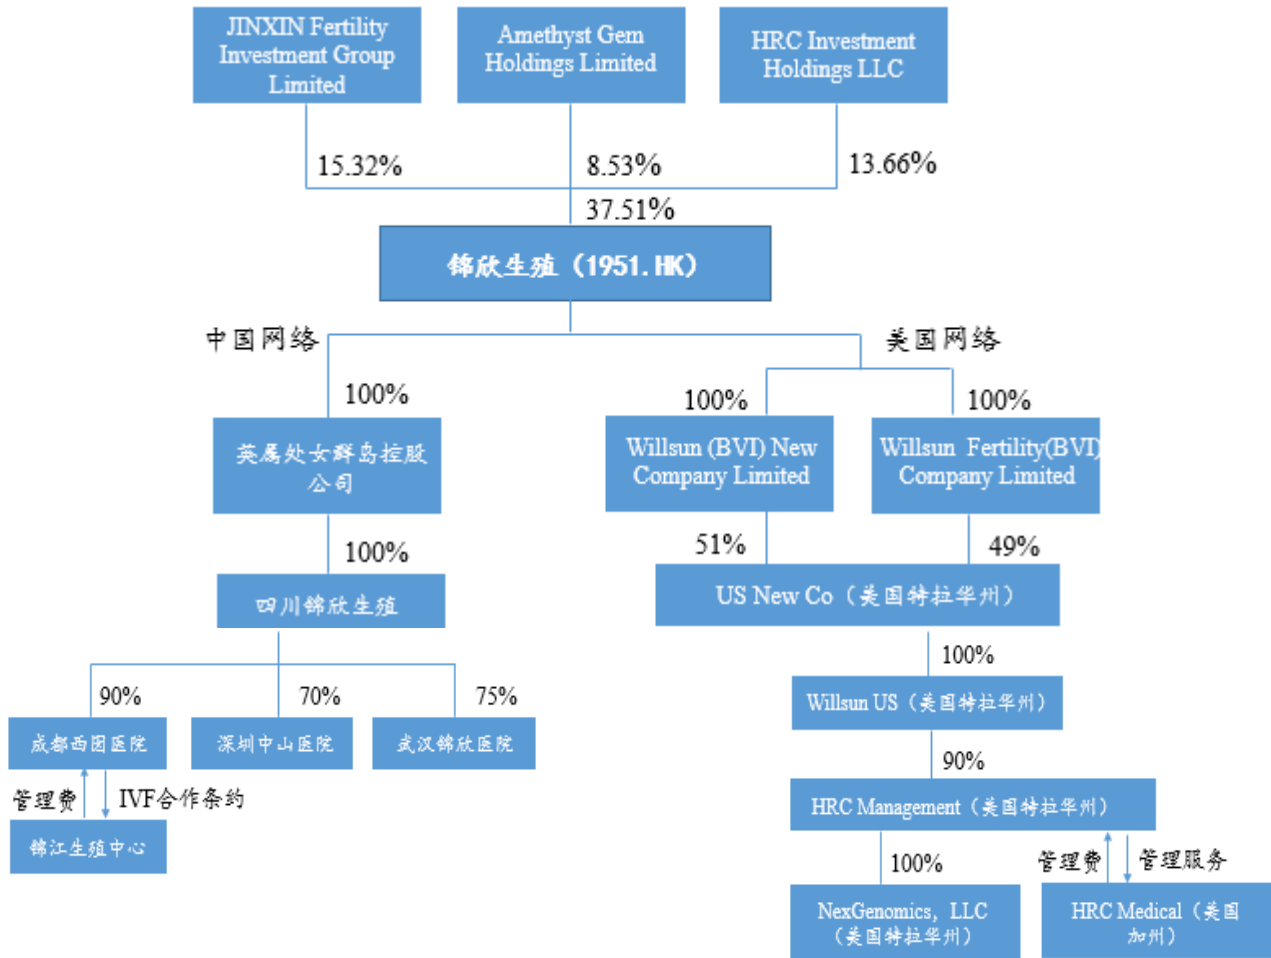 JINXIN Fertility
Investment Group
Limited
Amethyst Gem
Holdings Limited
HRC Investment
Holdings LLC
15.32%
8.53%
13.66%
37.51%
锦欣生殖（1951.HK）
中国网络
美国网络
100%
100%
100%
英属处女群岛控股
公司
Willsun (BVI) New
Company Limited
Willsun Fertility(BVI)
Company Limited
100%
51%
49%
四川锦欣生殖
US New Co（美国特拉华州）
100%
90%
70%
75%
Willsun US（美国特拉华州）
成都西囡医院
深圳中山医院
武汉锦欣医院
90%
管理费
IVF合作条约
HRC Management（美国特拉华州）
锦江生殖中心
100%
管理费
管理服务
NexGenomics, LLC
（美国特拉华州）
HRC Medical（美国
加州）